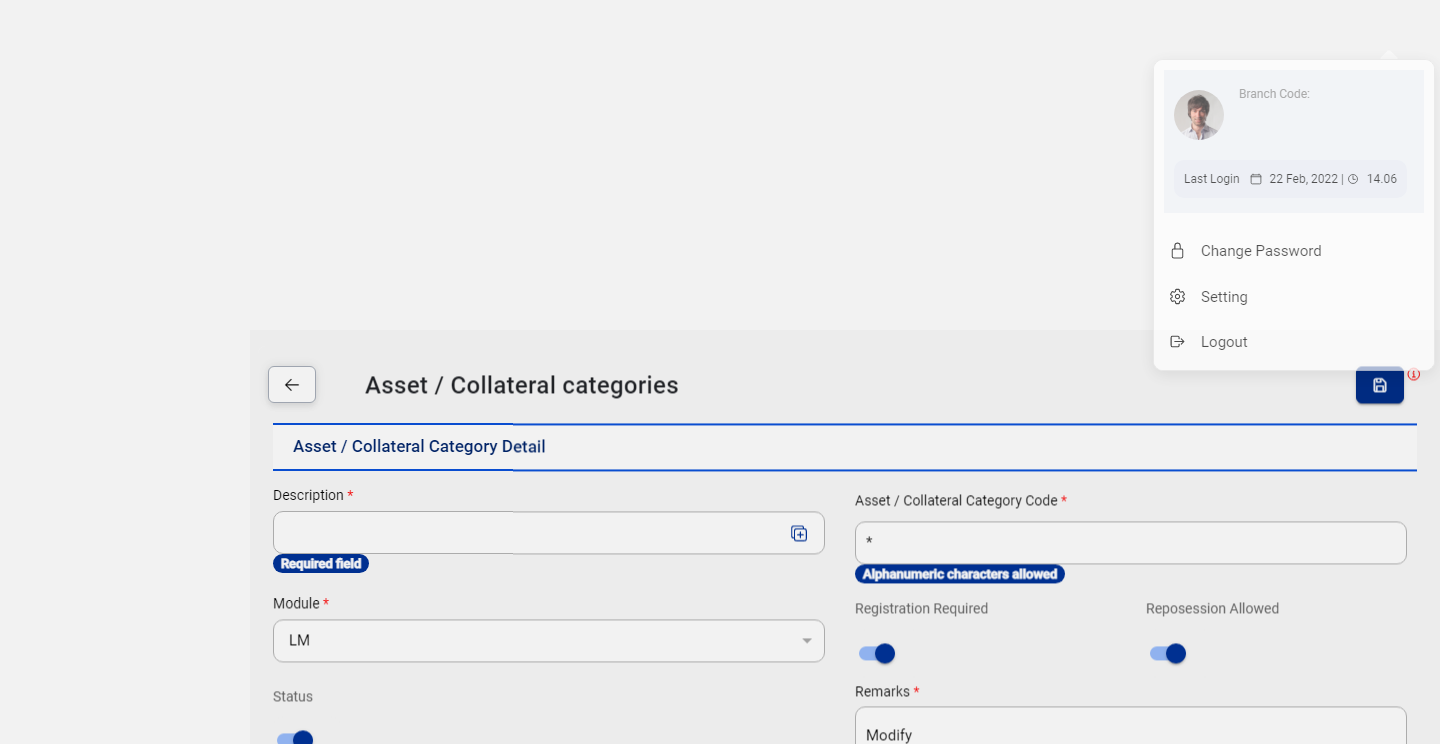 Branch Code:
Last Login 22 Feb, 2022 | 14.06
Change Password
Setting
Logout
Asset / Collateral categories
Asset / Collateral Category Detail
Description *
Required field
Module *
LM
Status
Asset / Collateral Category Code *
*
Alphanumeric characters allowed
Registration Required
Reposession Allowed
Remarks *
Modify